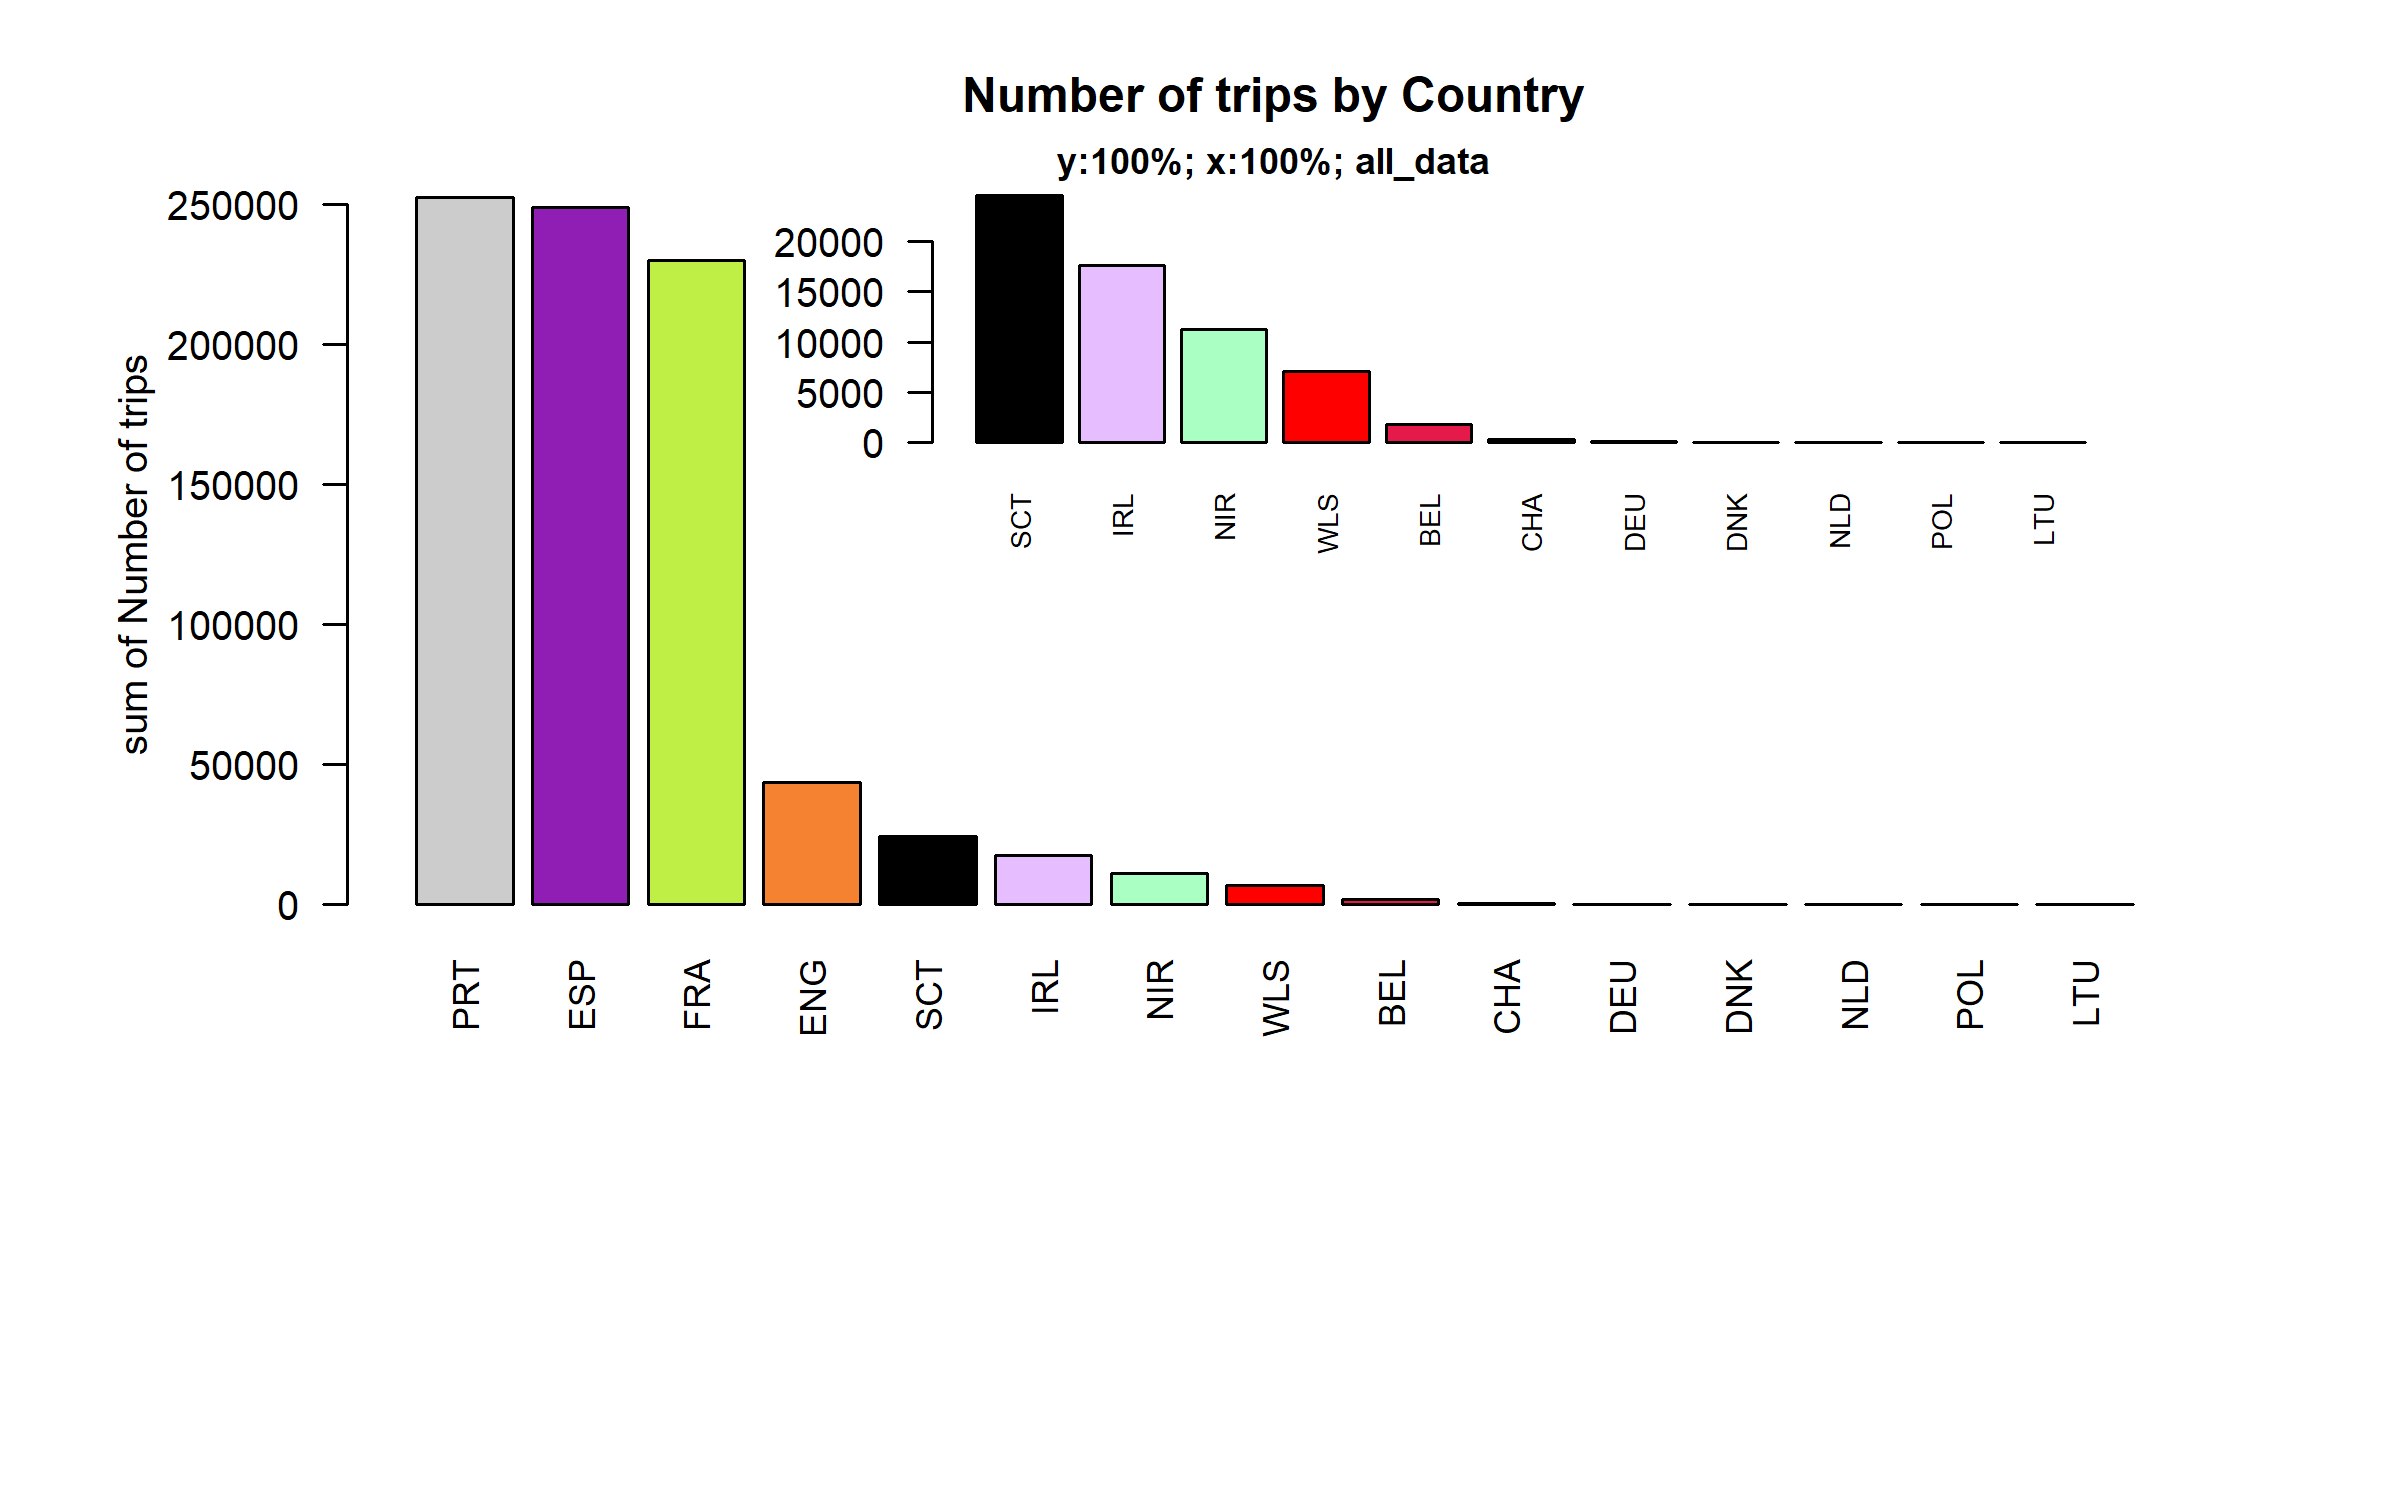 Number of trips by Country
y:100%; x:100%; all_data
sum of Number of trips
250000
200000
150000
100000
50000
0
20000
15000
10000
5000
0
SCT IRL NIR WLS BEL CHA DEU DNK NLD POL LTU
PRT ESP FRA ENG SCT IRL NIR WLS BEL CHA DEU DNK NLD POL LTU